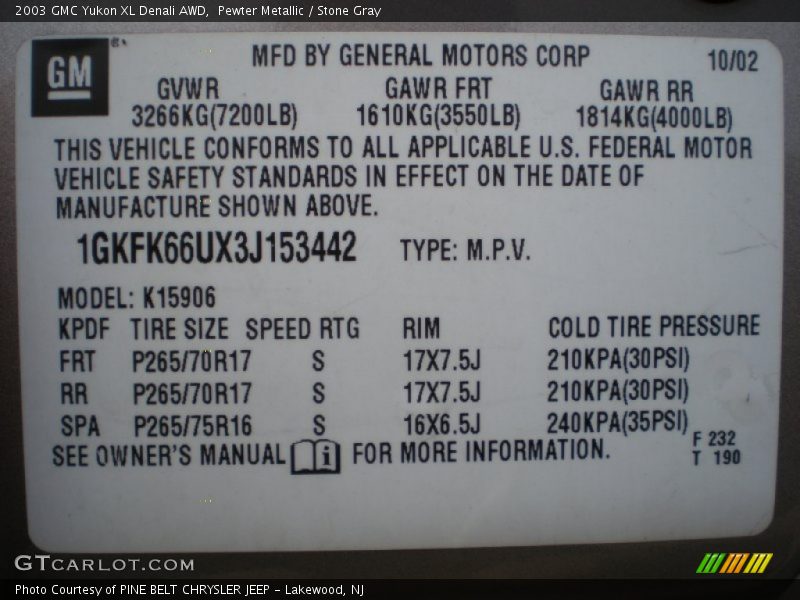 2003 GMC Yukon XL Denali AWD,  Pewter Metallic / Stone Gray
GM
MFD BY GENERAL MOTORS CORP
10/02
GVWR GAWR FRT GAWR RR
3266KG(7200LB) 1610KG(3550LB) 1814KG(4000LB)
THIS VEHICLE CONFORMS TO ALL APPLICABLE U.S. FEDERAL MOTOR
VEHICLE SAFETY STANDARDS IN EFFECT ON THE DATE OF
MANUFACTURE SHOWN ABOVE.
1GKFK66UX3J153442 TYPE: M.P.V.
MODEL: K15906
KPDF TIRE SIZE SPEED RTG RIM COLD TIRE PRESSURE
FRT P265/70R17 S 17X7.5J 210KPA(30PSI)
RR P265/70R17 S 17X7.5J 210KPA(30PSI)
SPA P265/75R16 S 16X6.5J 240KPA(35PSI)
SEE OWNER'S MANUAL i FOR MORE INFORMATION.
F 232
T 190
GTCARLOT.COM
Photo Courtesy of PINE BELT CHRYSLER JEEP - Lakewood, NJ